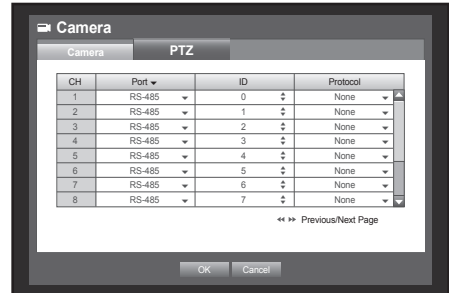 Camera
Camera PTZ
CH Port ID Protocol
1 RS-485 0 None
2 RS-485 1 None
3 RS-485 2 None
4 RS-485 3 None
5 RS-485 4 None
6 RS-485 5 None
7 RS-485 6 None
8 RS-485 7 None
Previous/Next Page
OK Cancel